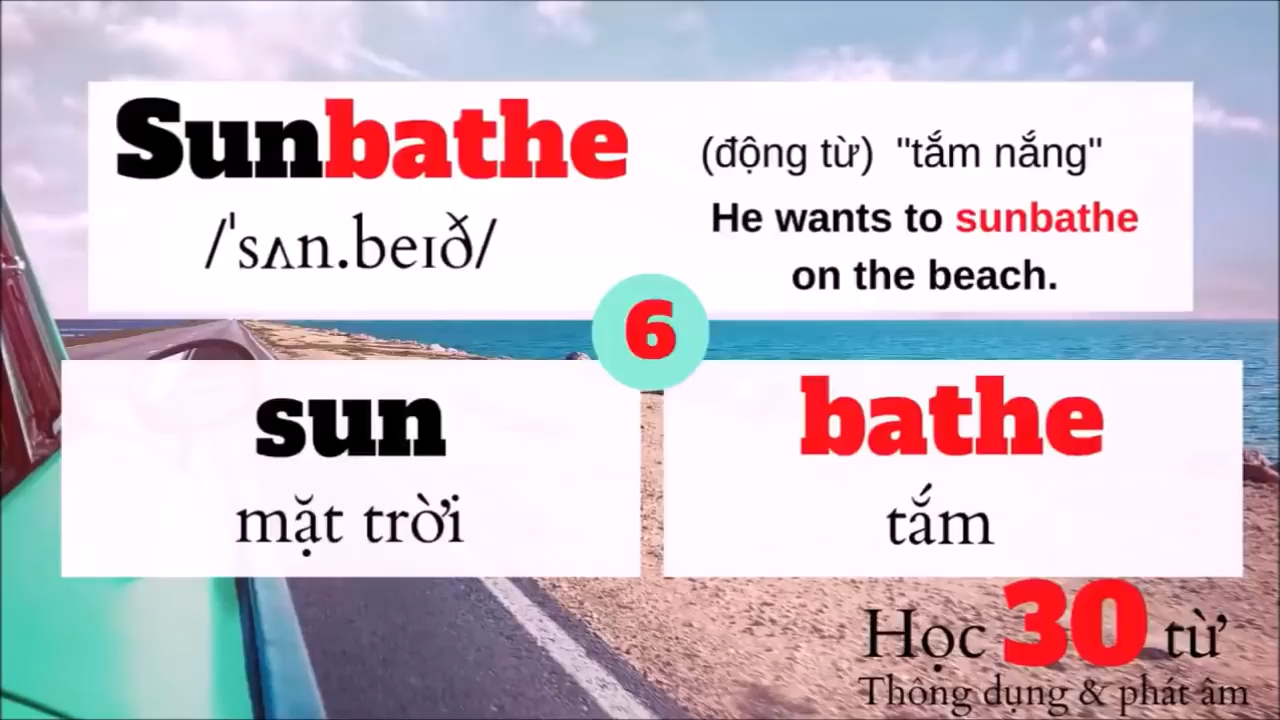 Sunbathe
/ˈsʌn.beɪð/
(động từ) "tắm nắng"
He wants to sunbathe
on the beach.
6
sun
mặt trời
bathe
tắm
Học 30 từ
Thông dụng & phát âm